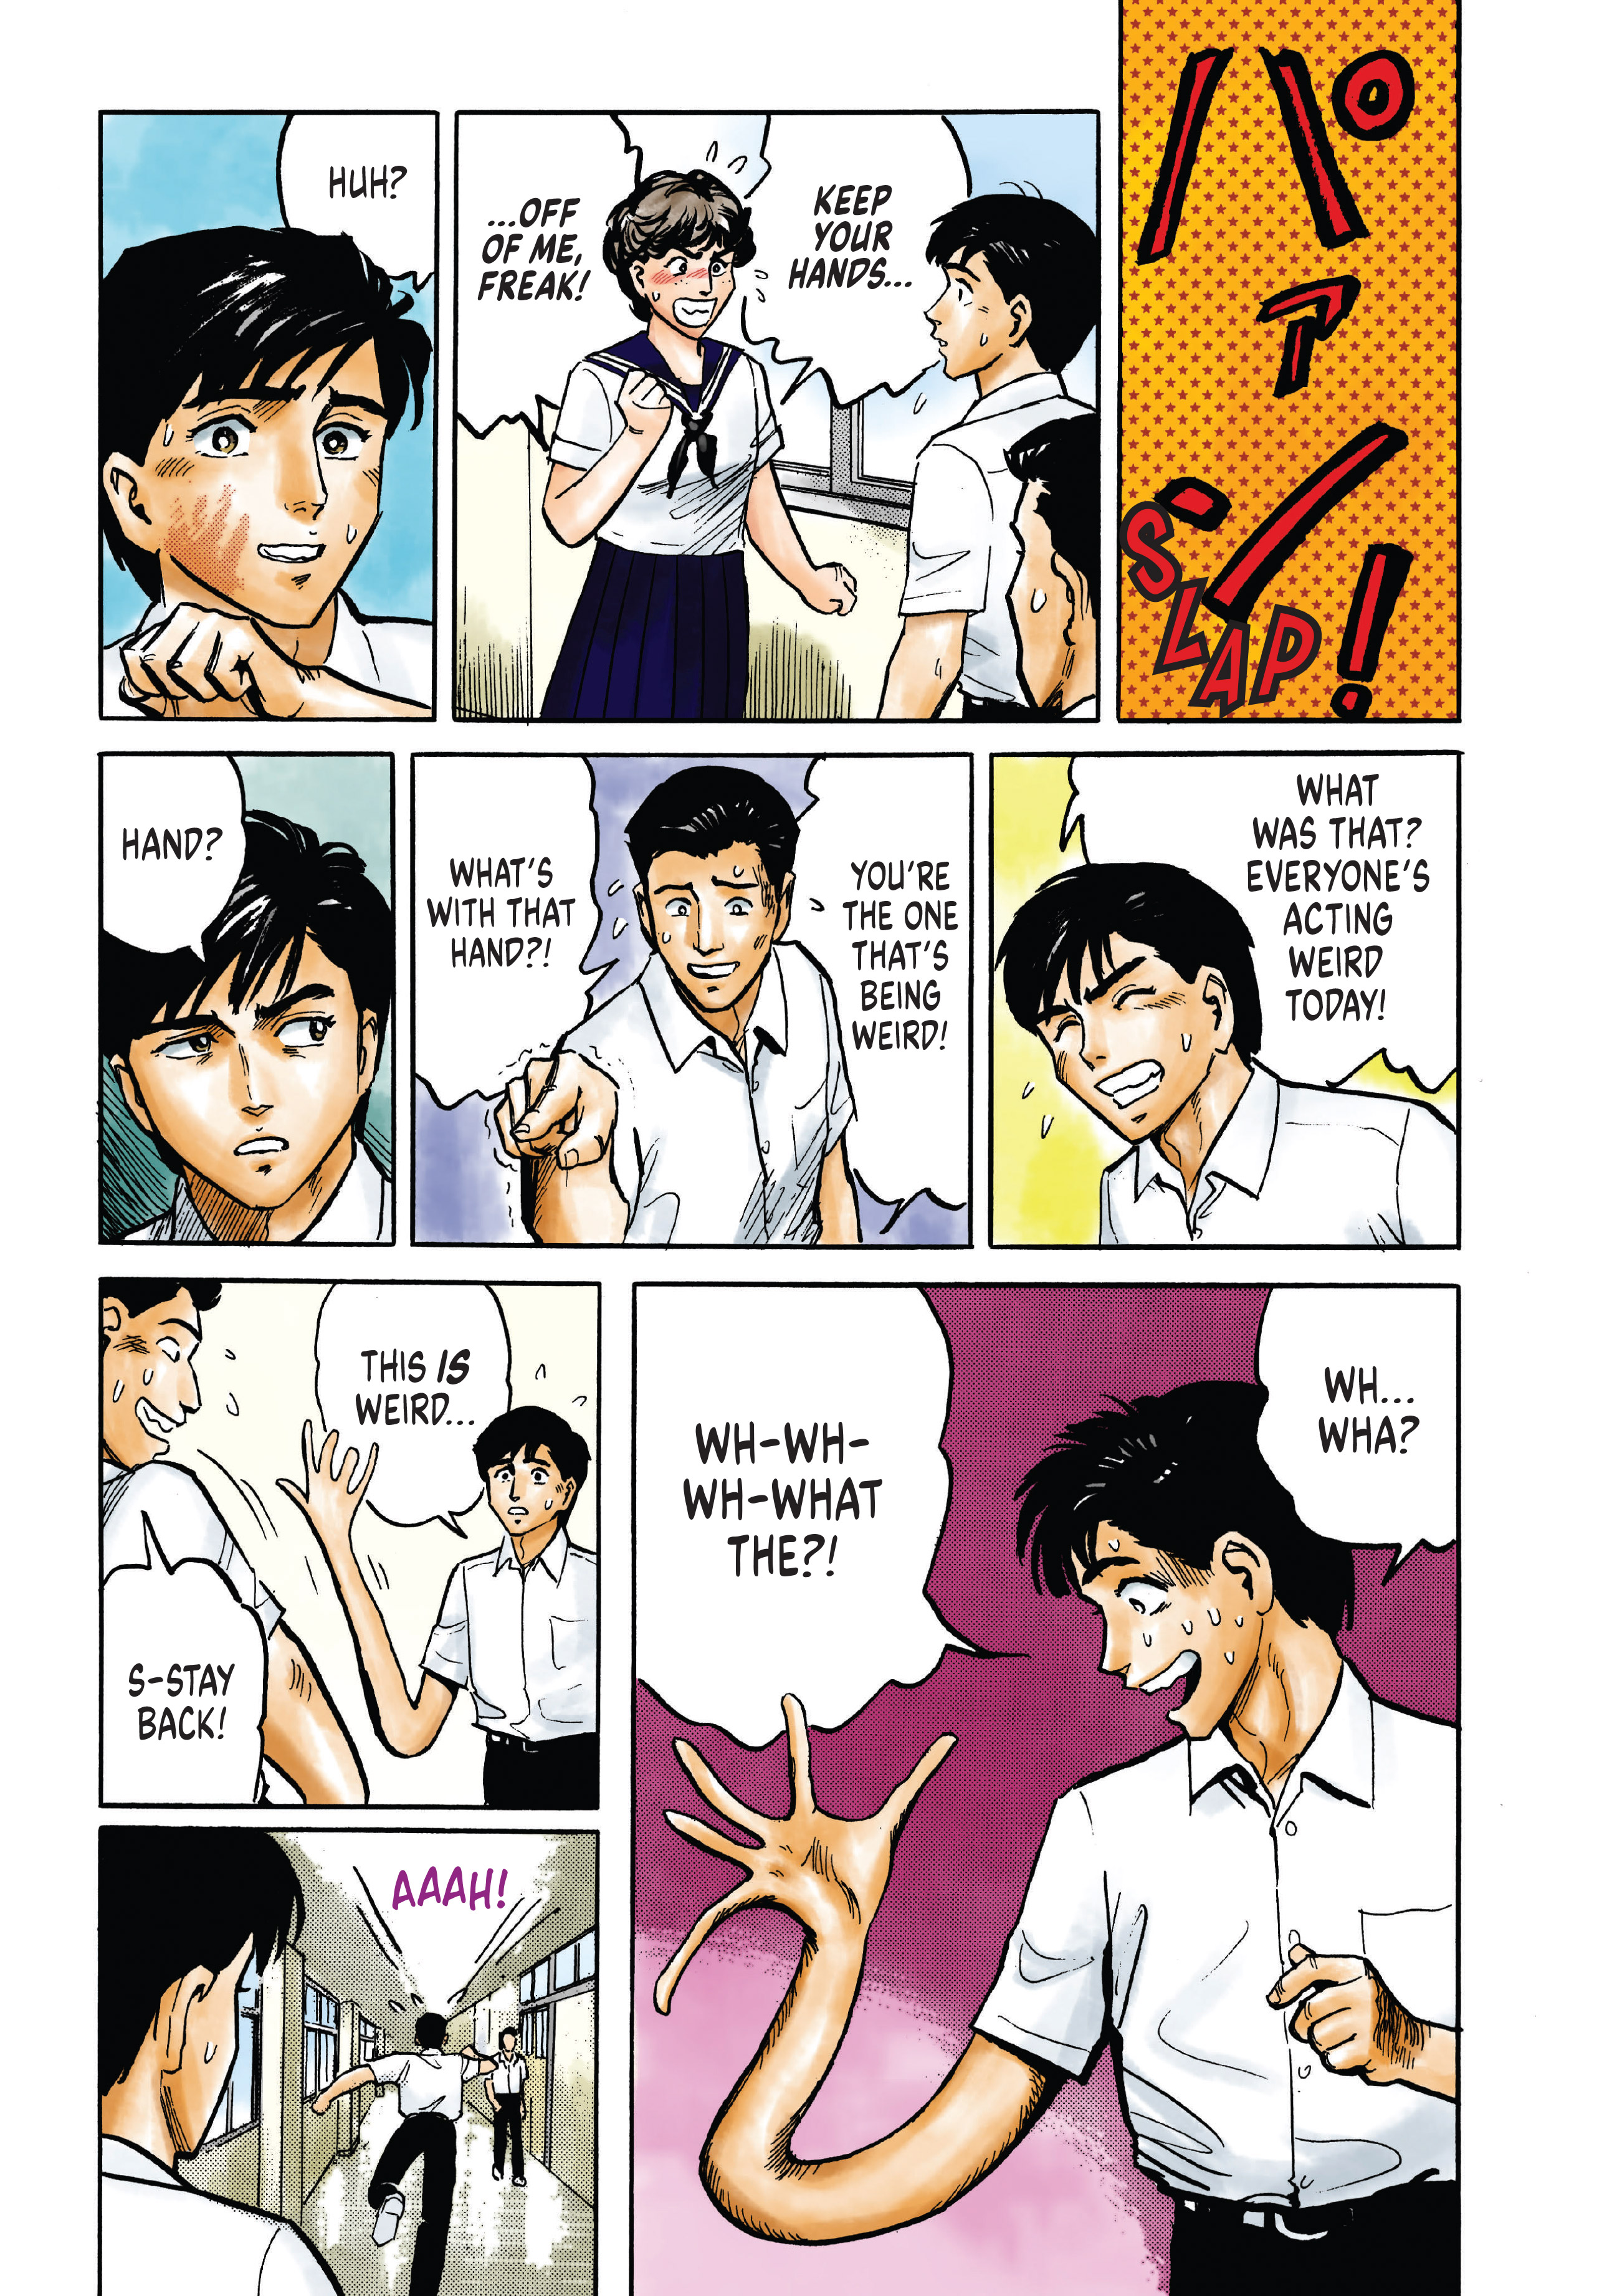 パァン!
SLAP
KEEP
YOUR
HANDS...
...OFF
OF ME,
FREAK!
HUH?
WHAT
WAS THAT?
EVERYONE'S
ACTING
WEIRD
TODAY!
YOU'RE
THE ONE
THAT'S
BEING
WEIRD!
WHAT'S
WITH THAT
HAND?!
HAND?
WH...
WHA?
WH-WH-
WH-WHAT
THE?!
THIS IS
WEIRD...
S-STAY
BACK!
AAAH!